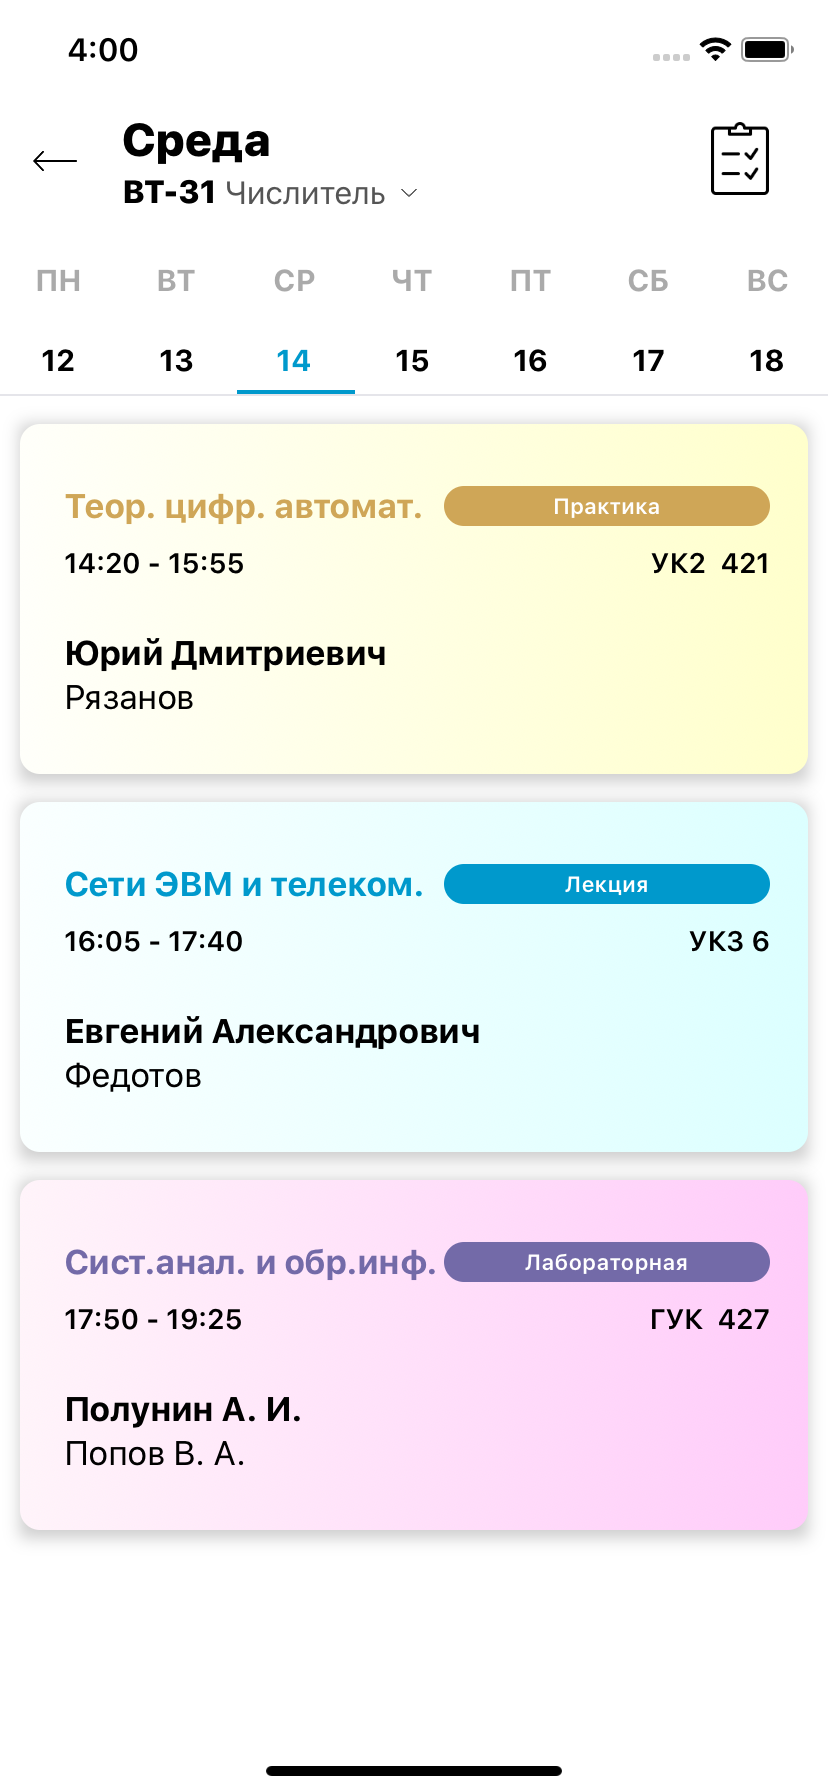 4:00
Среда
ВТ-31 Числитель
ПН ВТ СР ЧТ ПТ СБ ВС
12 13 14 15 16 17 18
Теор. цифр. автомат. Практика
14:20 - 15:55 УК2 421
Юрий Дмитриевич
Рязанов
Сети ЭВМ и телеком. Лекция
16:05 - 17:40 УК3 6
Евгений Александрович
Федотов
Сист.анал. и обр.инф. Лабораторная
17:50 - 19:25 ГУК 427
Полунин А. И.
Попов В. А.